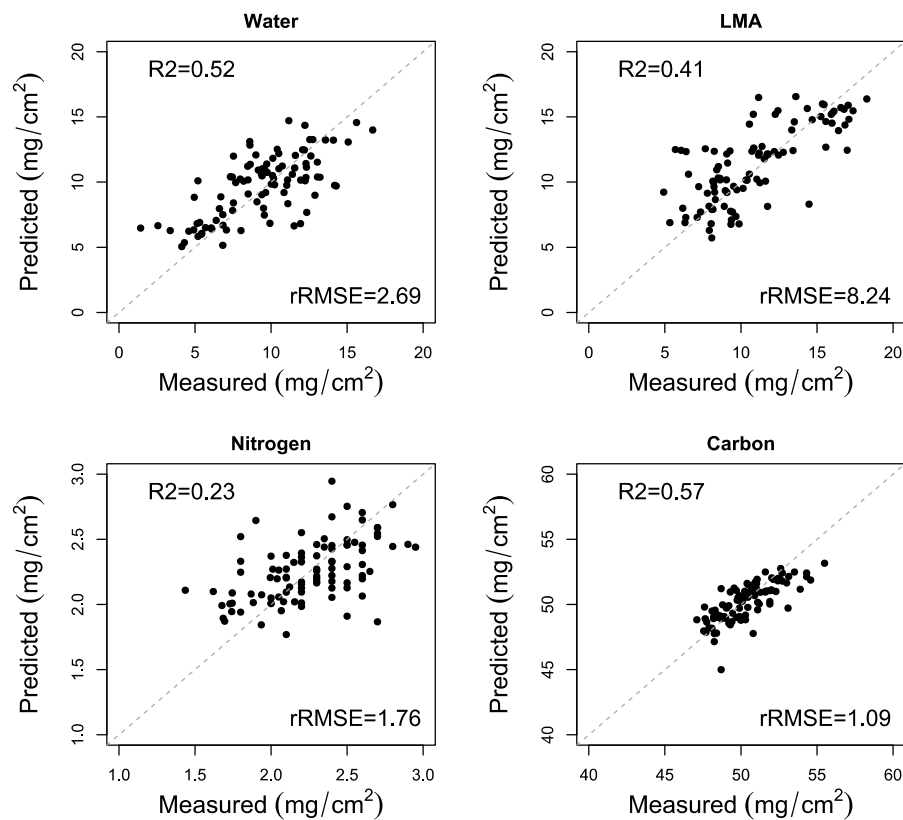 Water
R2=0.52
rRMSE=2.69
Predicted (mg/cm²)
0
5
10
15
20
0 5 10 15 20
Measured (mg/cm²)
LMA
R2=0.41
rRMSE=8.24
Predicted (mg/cm²)
0
5
10
15
20
0 5 10 15 20
Measured (mg/cm²)
Nitrogen
R2=0.23
rRMSE=1.76
Predicted (mg/cm²)
1.0
1.5
2.0
2.5
3.0
1.0 1.5 2.0 2.5 3.0
Measured (mg/cm²)
Carbon
R2=0.57
rRMSE=1.09
Predicted (mg/cm²)
40
45
50
55
60
40 45 50 55 60
Measured (mg/cm²)